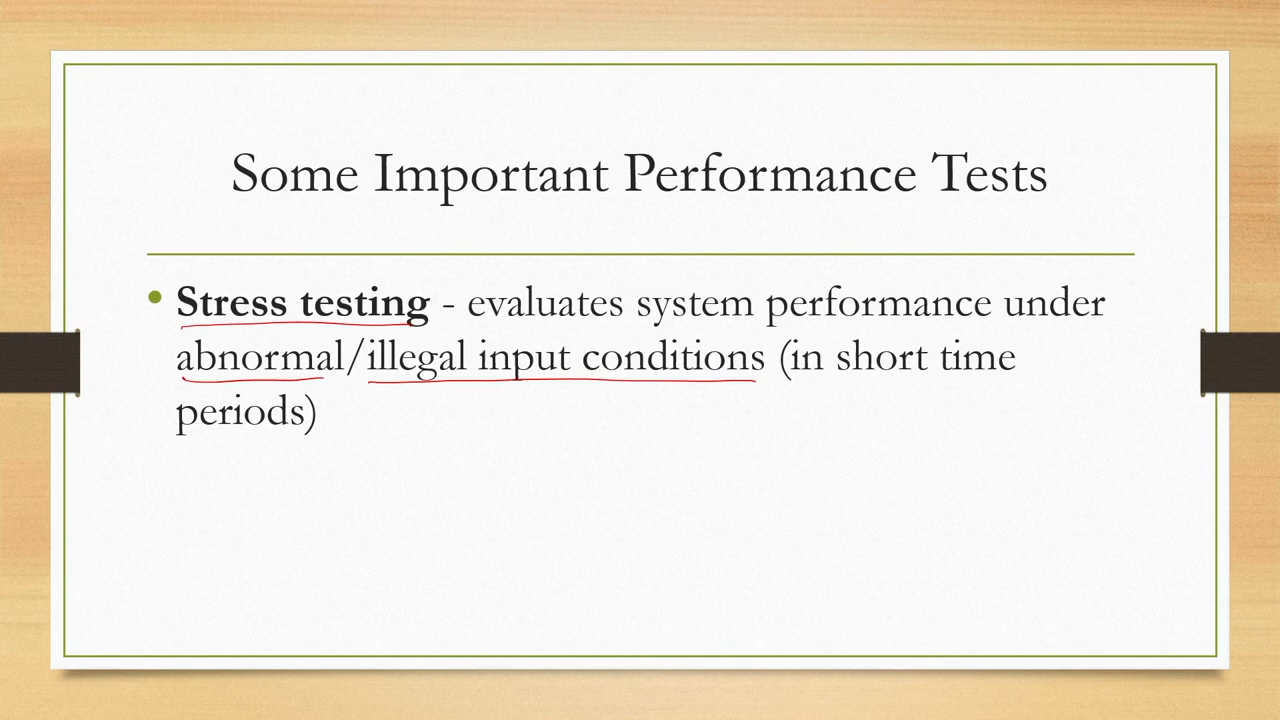 Some Important Performance Tests
• Stress testing - evaluates system performance under
abnormal/illegal input conditions (in short time
periods)